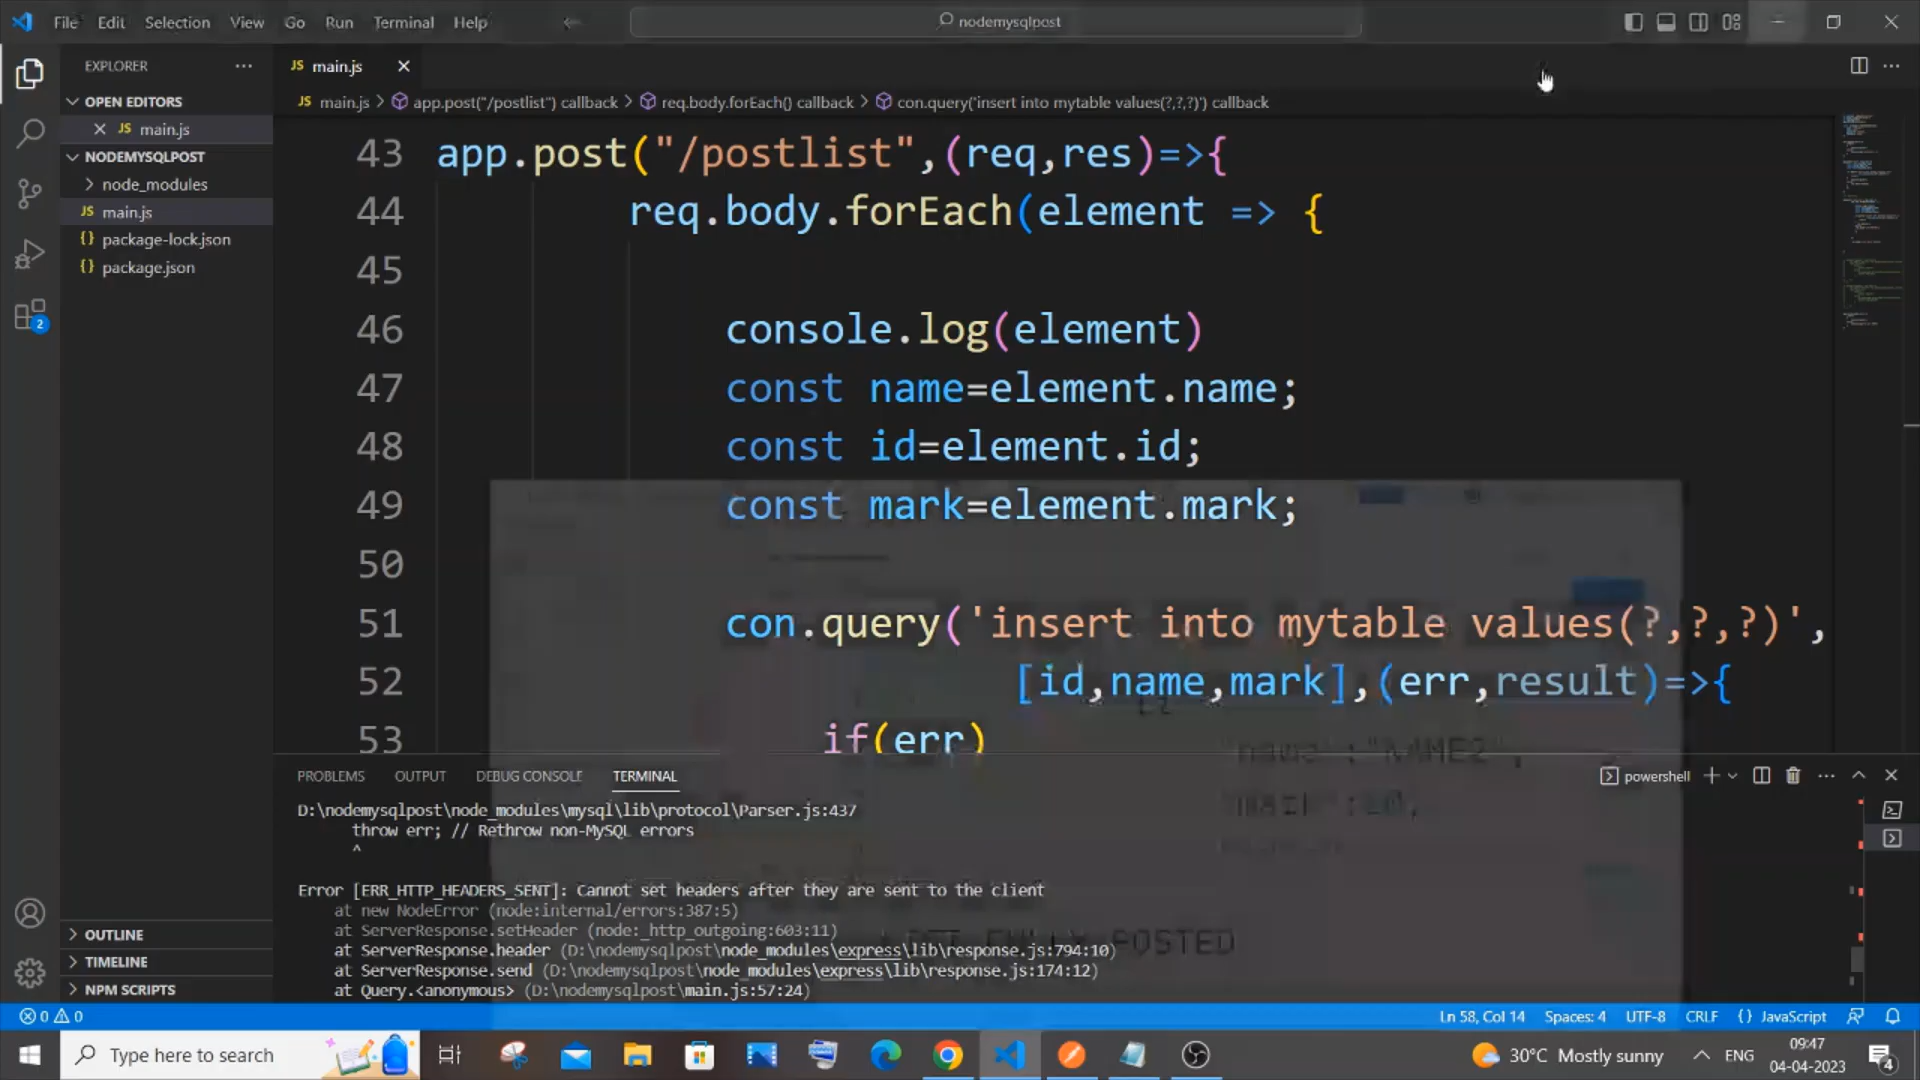 File Edit Selection View Go Run Terminal Help
nodemysqlpost
EXPLORER
OPEN EDITORS
JS main.js
NODEMYSQLPOST
node_modules
JS main.js
{} package-lock.json
{} package.json
OUTLINE
TIMELINE
NPM SCRIPTS
2
JS main.js
JS main.js > app.post("/postlist") callback > req.body.forEach() callback > con.query('insert into mytable values(?,?,?)') callback
43 app.post("/postlist",(req,res)=>{
44 req.body.forEach(element => {
45
46 console.log(element)
47 const name=element.name;
48 const id=element.id;
49 const mark=element.mark;
50
51 con.query('insert into mytable values(?,?,?)',
52 [id,name,mark],(err,result)=>{
53 if(err)
"name":"NAME2",
POSTED
PROBLEMS OUTPUT DEBUG CONSOLE TERMINAL
powershell
D:\nodemysqlpost\node_modules\mysql\lib\protocol\Parser.js:437
throw err; // Rethrow non-MySQL errors
^
Error [ERR_HTTP_HEADERS_SENT]: Cannot set headers after they are sent to the client
at new NodeError (node:internal/errors:387:5)
at ServerResponse.setHeader (node:_http_outgoing:603:11)
at ServerResponse.header (D:\nodemysqlpost\node_modules\express\lib\response.js:794:10)
at ServerResponse.send (D:\nodemysqlpost\node_modules\express\lib\response.js:174:12)
at Query.<anonymous> (D:\nodemysqlpost\main.js:57:24)
0 0
Ln 58, Col 14 Spaces: 4 UTF-8 CRLF {} JavaScript
Type here to search
30°C Mostly sunny
ENG
09:47
04-04-2023
4